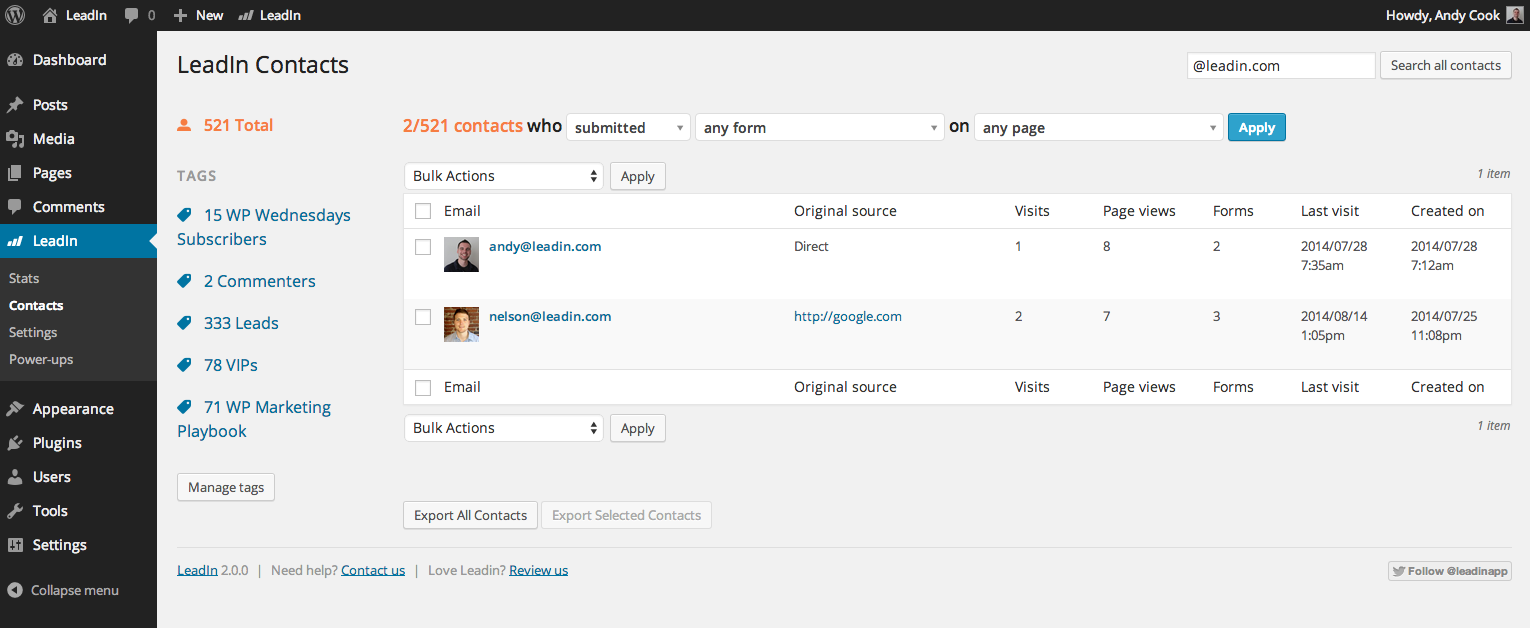 LeadIn 0 New LeadIn Howdy, Andy Cook
Dashboard
Posts
Media
Pages
Comments
LeadIn
Stats
Contacts
Settings
Power-ups
Appearance
Plugins
Users
Tools
Settings
Collapse menu
LeadIn Contacts
@leadin.com Search all contacts
521 Total
TAGS
15 WP Wednesdays
Subscribers
2 Commenters
333 Leads
78 VIPs
71 WP Marketing
Playbook
Manage tags
2/521 contacts who submitted any form on any page Apply
Bulk Actions Apply 1 item
Email Original source Visits Page views Forms Last visit Created on
andy@leadin.com Direct 1 8 2 2014/07/28 2014/07/28
7:35am 7:12am
nelson@leadin.com http://google.com 2 7 3 2014/08/14 2014/07/25
1:05pm 11:08pm
Email Original source Visits Page views Forms Last visit Created on
Bulk Actions Apply 1 item
Export All Contacts Export Selected Contacts
LeadIn 2.0.0 | Need help? Contact us | Love Leadin? Review us
Follow @leadinapp